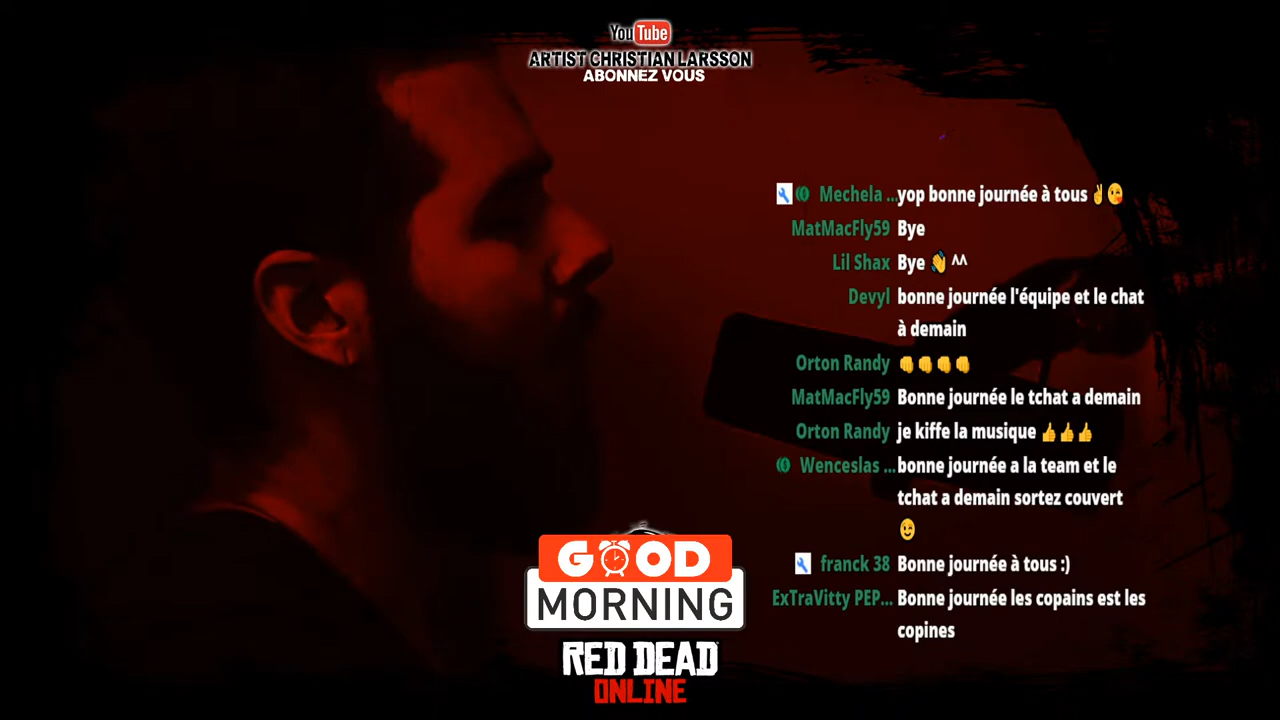 YouTube
ARTIST CHRISTIAN LARSSON
ABONNEZ VOUS
Mechela ... yop bonne journée à tous ✌😘
MatMacFly59 Bye
Lil Shax Bye 👋 ^^
Devyl bonne journée l'équipe et le chat
à demain
Orton Randy 👊👊👊👊
MatMacFly59 Bonne journée le tchat a demain
Orton Randy je kiffe la musique 👍👍👍
Wenceslas ... bonne journée a la team et le
tchat a demain sortez couvert
😉
franck 38 Bonne journée à tous :)
ExTraVitty PEP... Bonne journée les copains est les
copines
GOOD
MORNING
RED DEAD
ONLINE